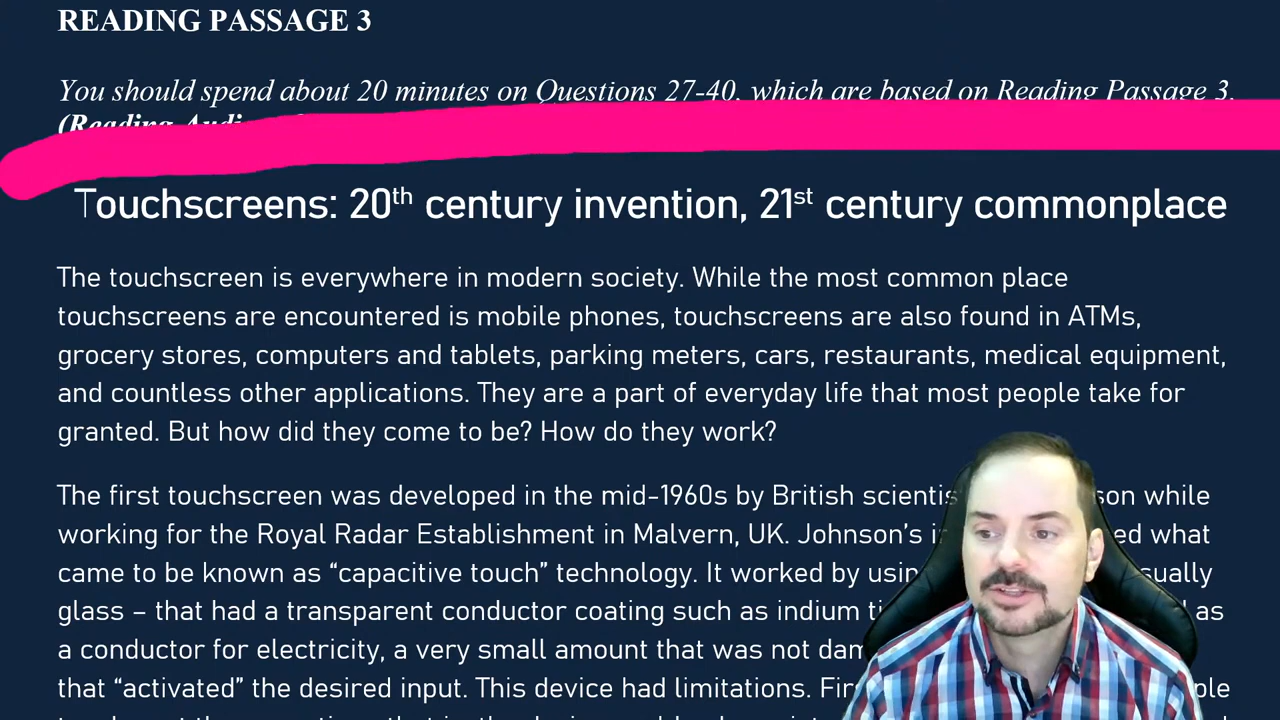 READING PASSAGE 3
You should spend about 20 minutes on Questions 27-40, which are based on Reading Passage 3.
(Reading
Touchscreens: 20th century invention, 21st century commonplace
The touchscreen is everywhere in modern society. While the most common place
touchscreens are encountered is mobile phones, touchscreens are also found in ATMs,
grocery stores, computers and tablets, parking meters, cars, restaurants, medical equipment,
and countless other applications. They are a part of everyday life that most people take for
granted. But how did they come to be? How do they work?
The first touchscreen was developed in the mid-1960s by British while
working for the Royal Radar Establishment in Malvern, UK. Johnson's what
came to be known as “capacitive touch” technology. It worked by
glass – that had a transparent conductor coating such as indium as
a conductor for electricity, a very small amount that was not
that “activated” the desired input. This device had limitations.